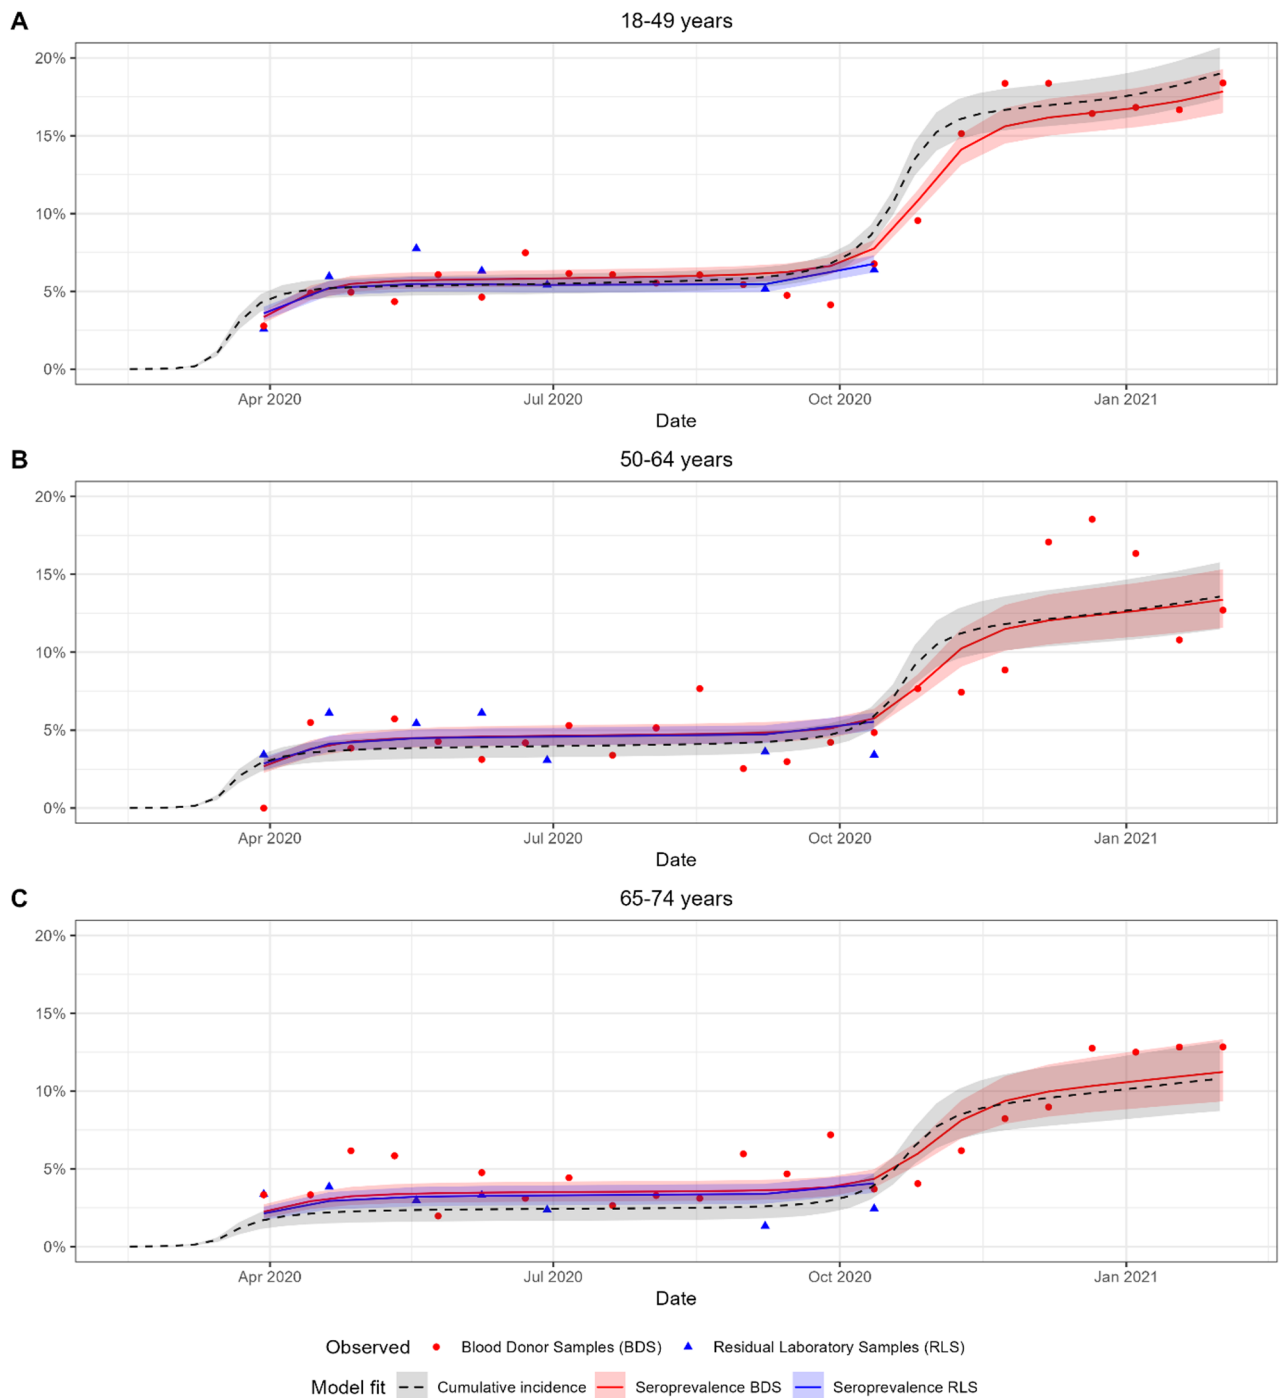 A
18-49 years
20%
15%
10%
5%
0%
Apr 2020 Jul 2020 Oct 2020 Jan 2021
Date
B
50-64 years
20%
15%
10%
5%
0%
Apr 2020 Jul 2020 Oct 2020 Jan 2021
Date
C
65-74 years
20%
15%
10%
5%
0%
Apr 2020 Jul 2020 Oct 2020 Jan 2021
Date
Observed Blood Donor Samples (BDS) Residual Laboratory Samples (RLS)
Model fit Cumulative incidence Seroprevalence BDS Seroprevalence RLS